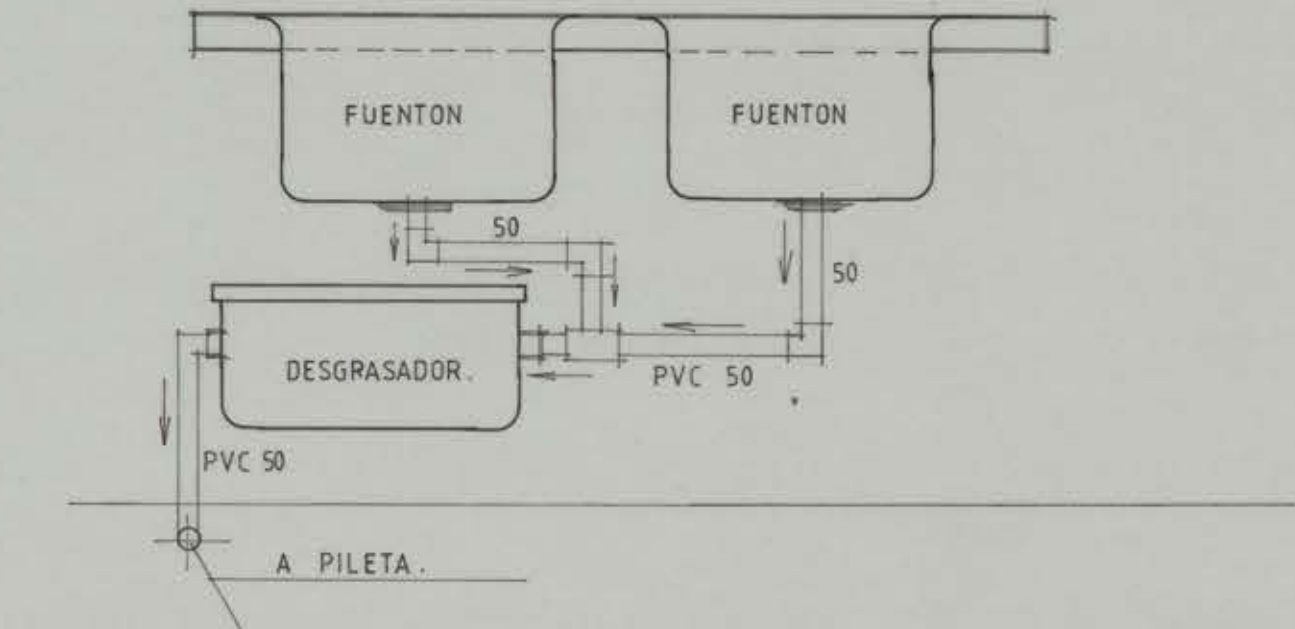 FUENTON
FUENTON
50
50
DESGRASADOR.
PVC 50
PVC 50
A PILETA.